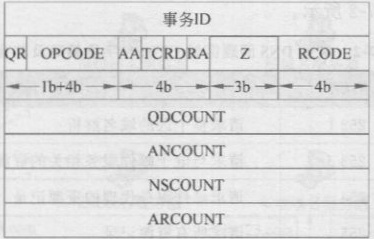 事务ID
QR OPCODE AA TC RD RA Z RCODE
1b+4b 4b 3b 4b
QDCOUNT
ANCOUNT
NSCOUNT
ARCOUNT